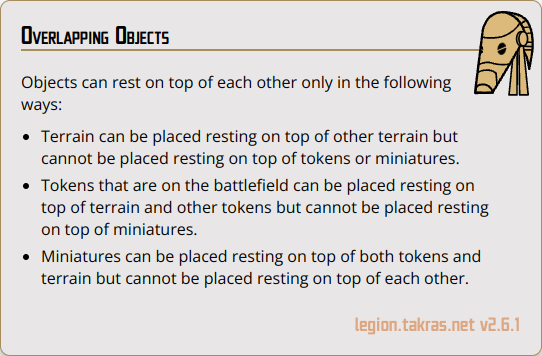 Overlapping Objects
Objects can rest on top of each other only in the following
ways:
• Terrain can be placed resting on top of other terrain but
cannot be placed resting on top of tokens or miniatures.
• Tokens that are on the battlefield can be placed resting on
top of terrain and other tokens but cannot be placed resting
on top of miniatures.
• Miniatures can be placed resting on top of both tokens and
terrain but cannot be placed resting on top of each other.
legion.takras.net v2.6.1